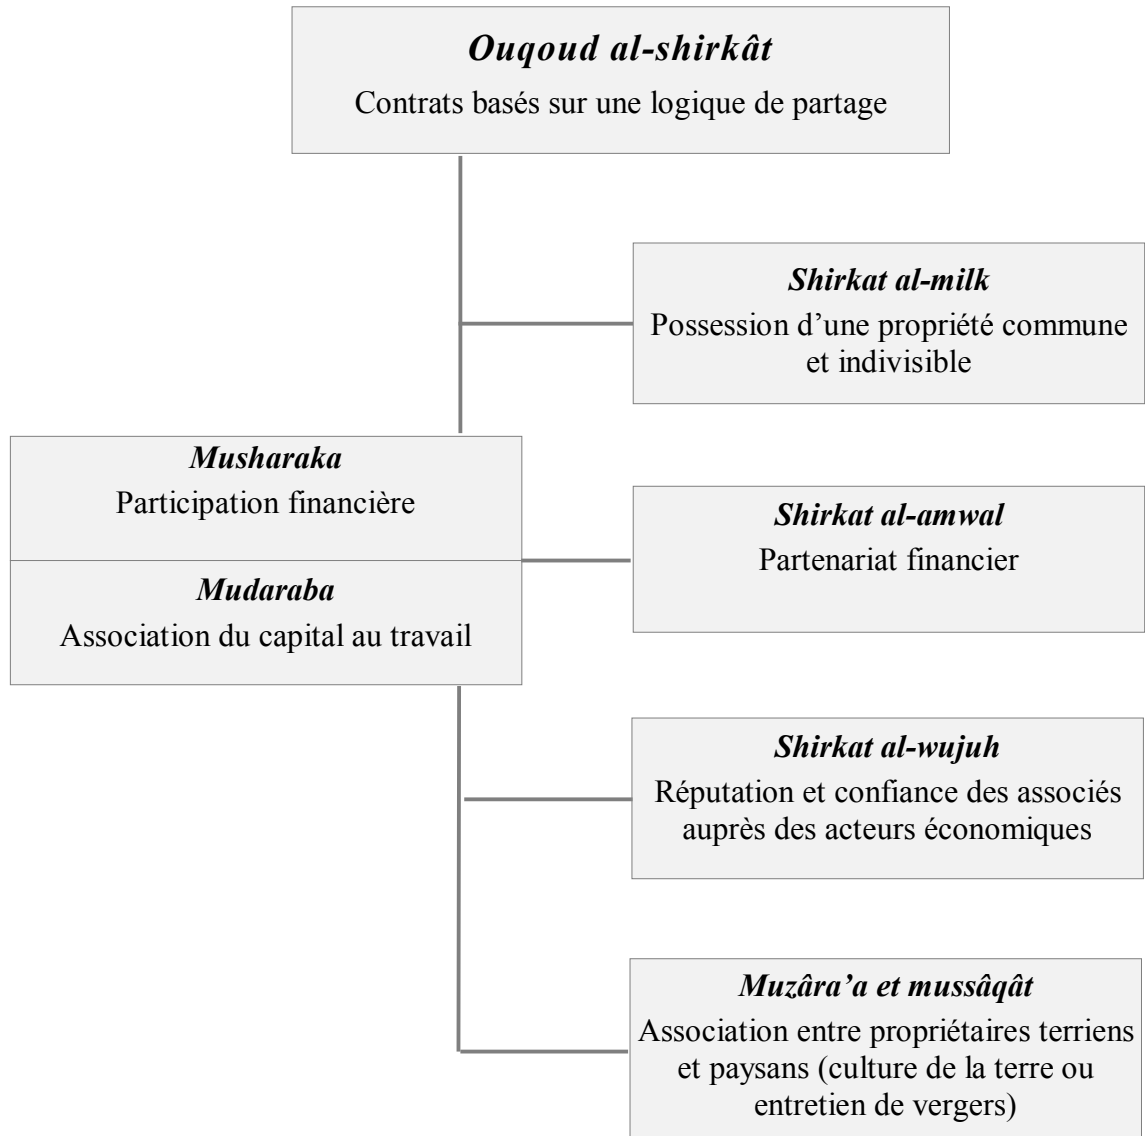 Ouqoud al-shirkât
Contrats basés sur une logique de partage
Shirkat al-milk
Possession d’une propriété commune
et indivisible
Musharaka
Participation financière
Mudaraba
Association du capital au travail
Shirkat al-amwal
Partenariat financier
Shirkat al-wujuh
Réputation et confiance des associés
auprès des acteurs économiques
Muzâra’a et mussâqât
Association entre propriétaires terriens
et paysans (culture de la terre ou
entretien de vergers)